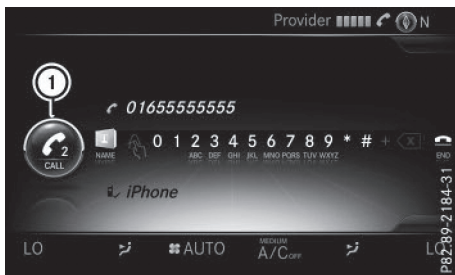 Provider N
1
01655555555
2 CALL
NAME 0 1 2 3 4 5 6 7 8 9 * # +
ABC DEF GHI JKL MNO PQRS TUV WXYZ
END
iPhone
LO AUTO MEDIUM A/C OFF LO
P82.89-2184-31